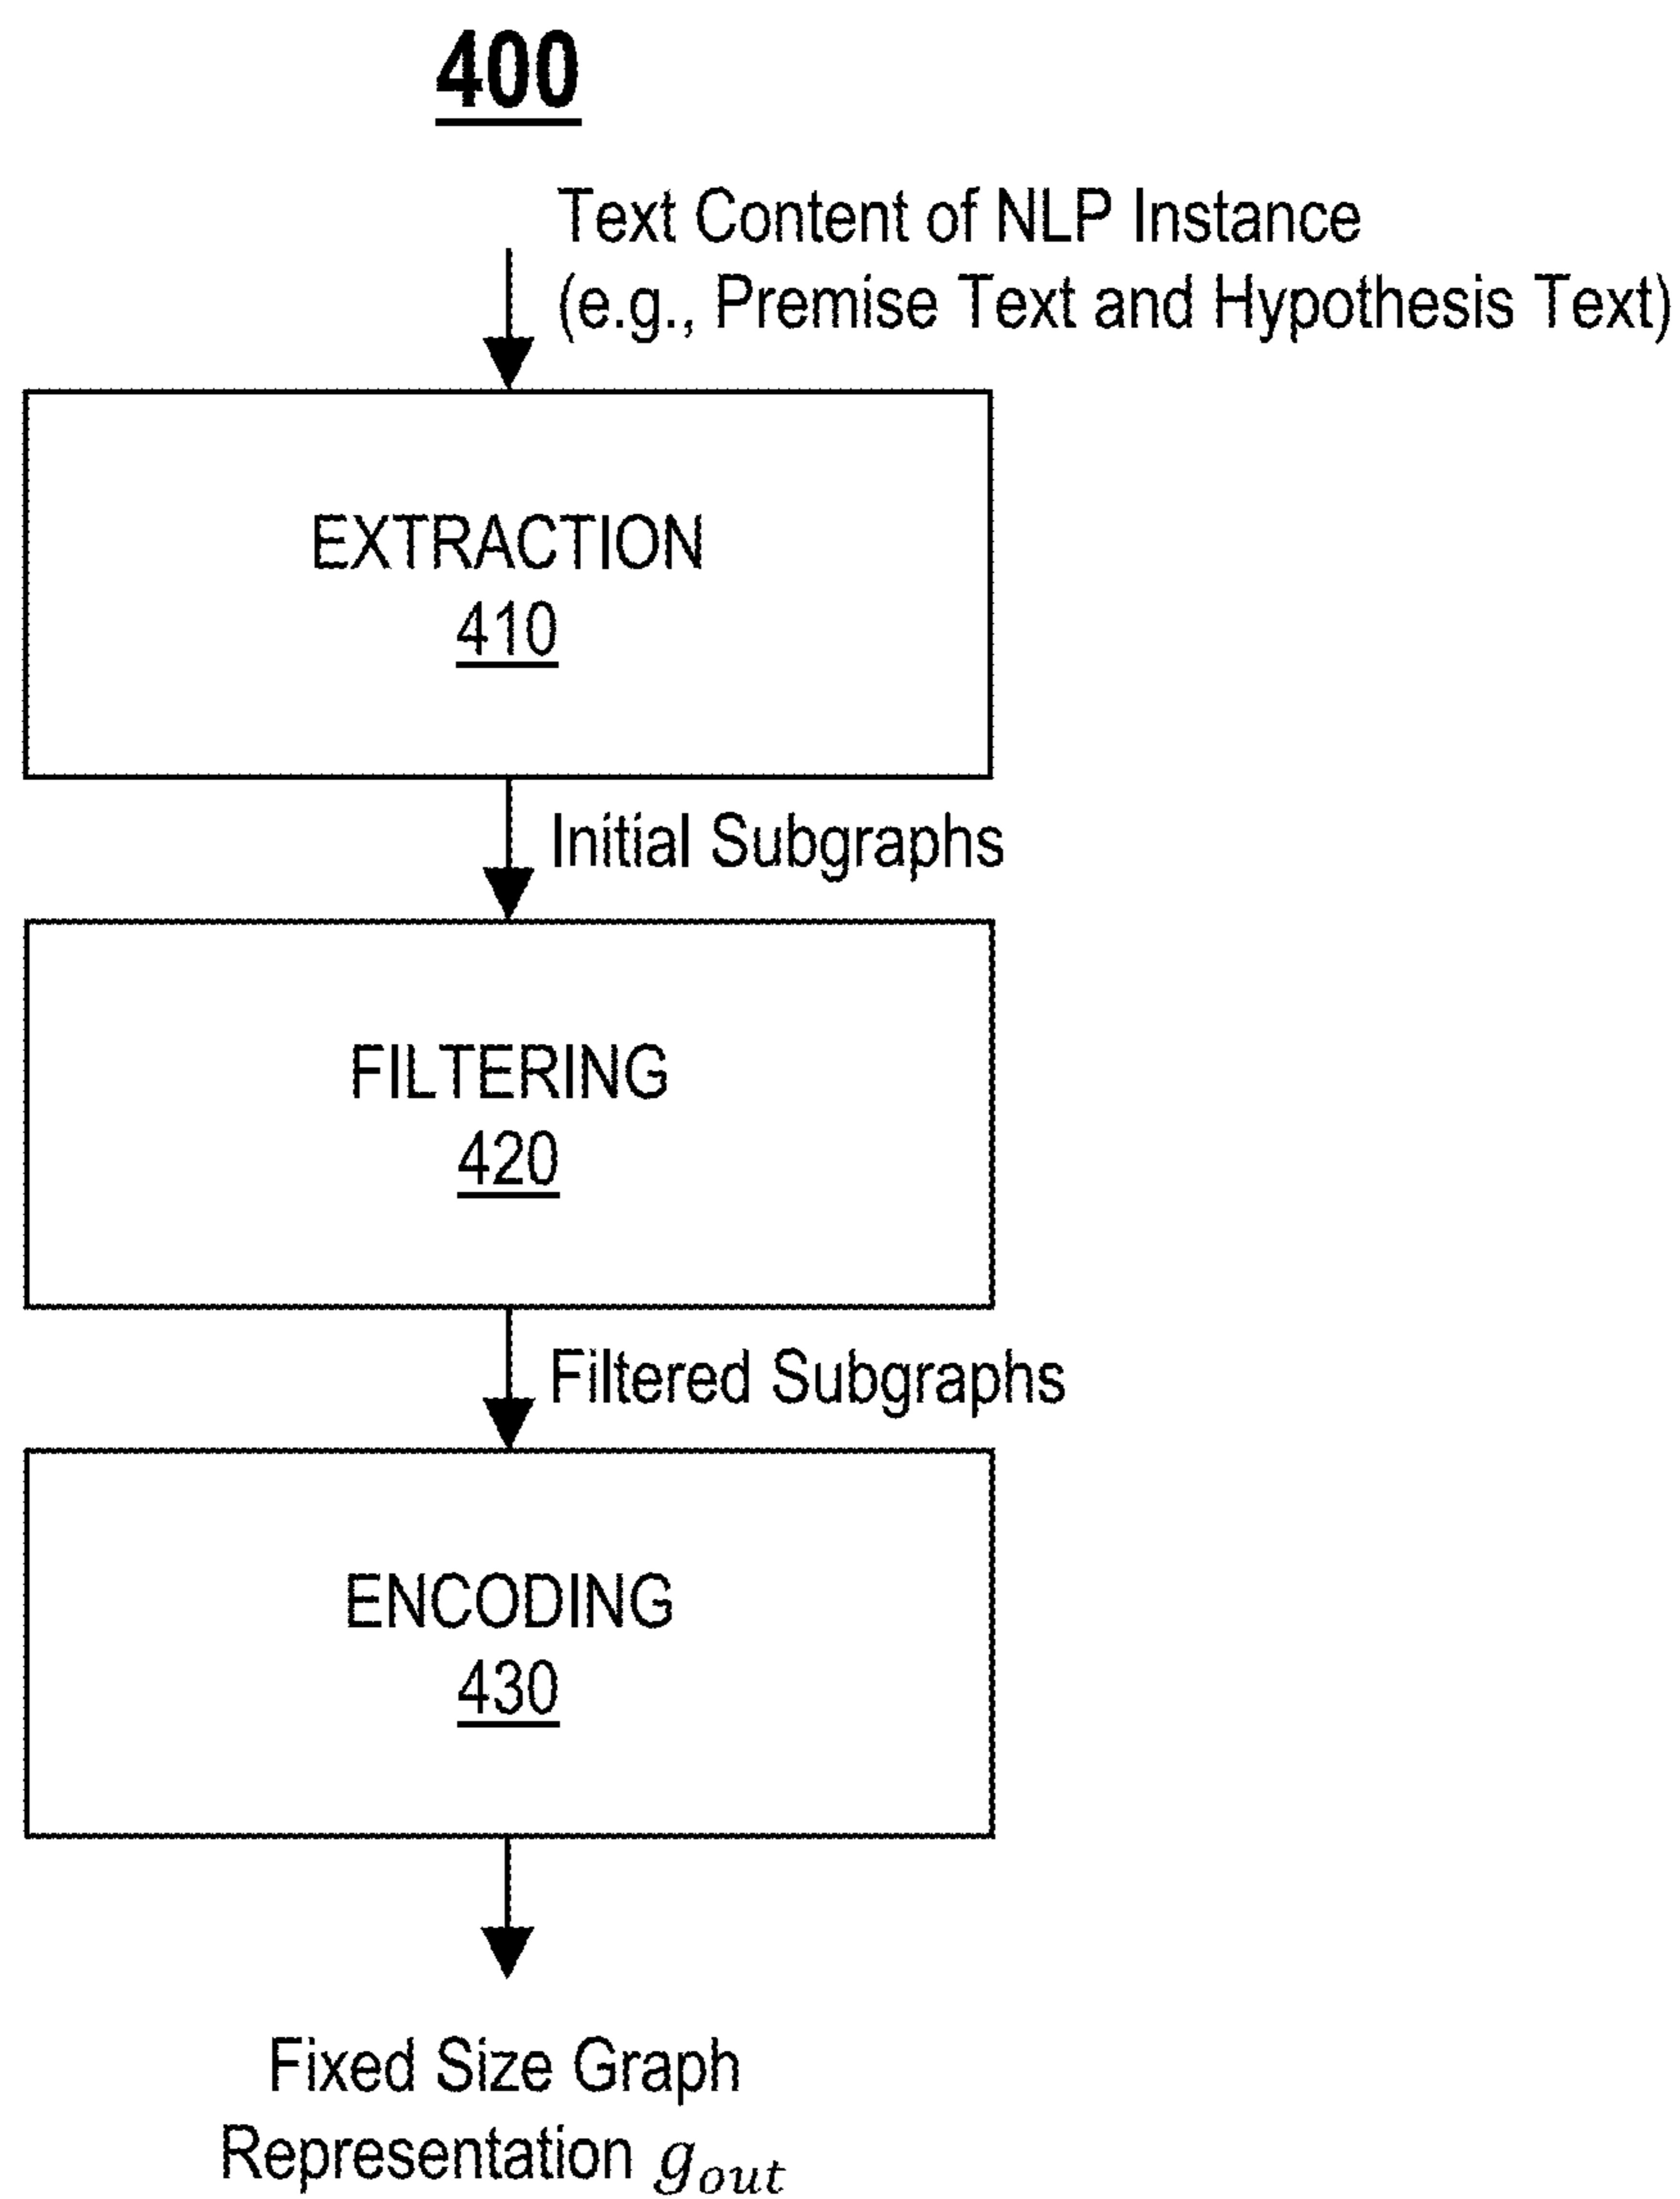 400
Text Content of NLP Instance
(e.g., Premise Text and Hypothesis Text)
EXTRACTION
410
Initial Subgraphs
FILTERING
420
Filtered Subgraphs
ENCODING
430
Fixed Size Graph
Representation g_out